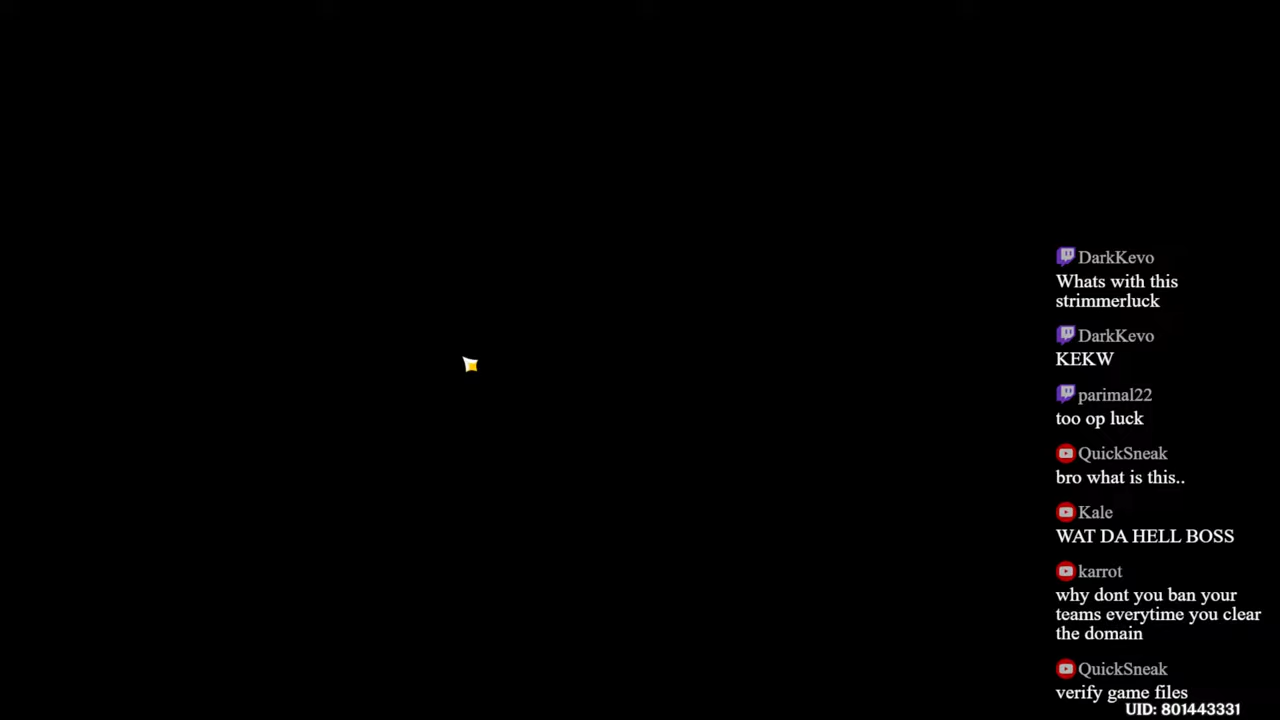 DarkKevo
Whats with this
strimmerluck
DarkKevo
KEKW
parimal22
too op luck
QuickSneak
bro what is this..
Kale
WAT DA HELL BOSS
karrot
why dont you ban your
teams everytime you clear
the domain
QuickSneak
verify game files
UID: 801443331